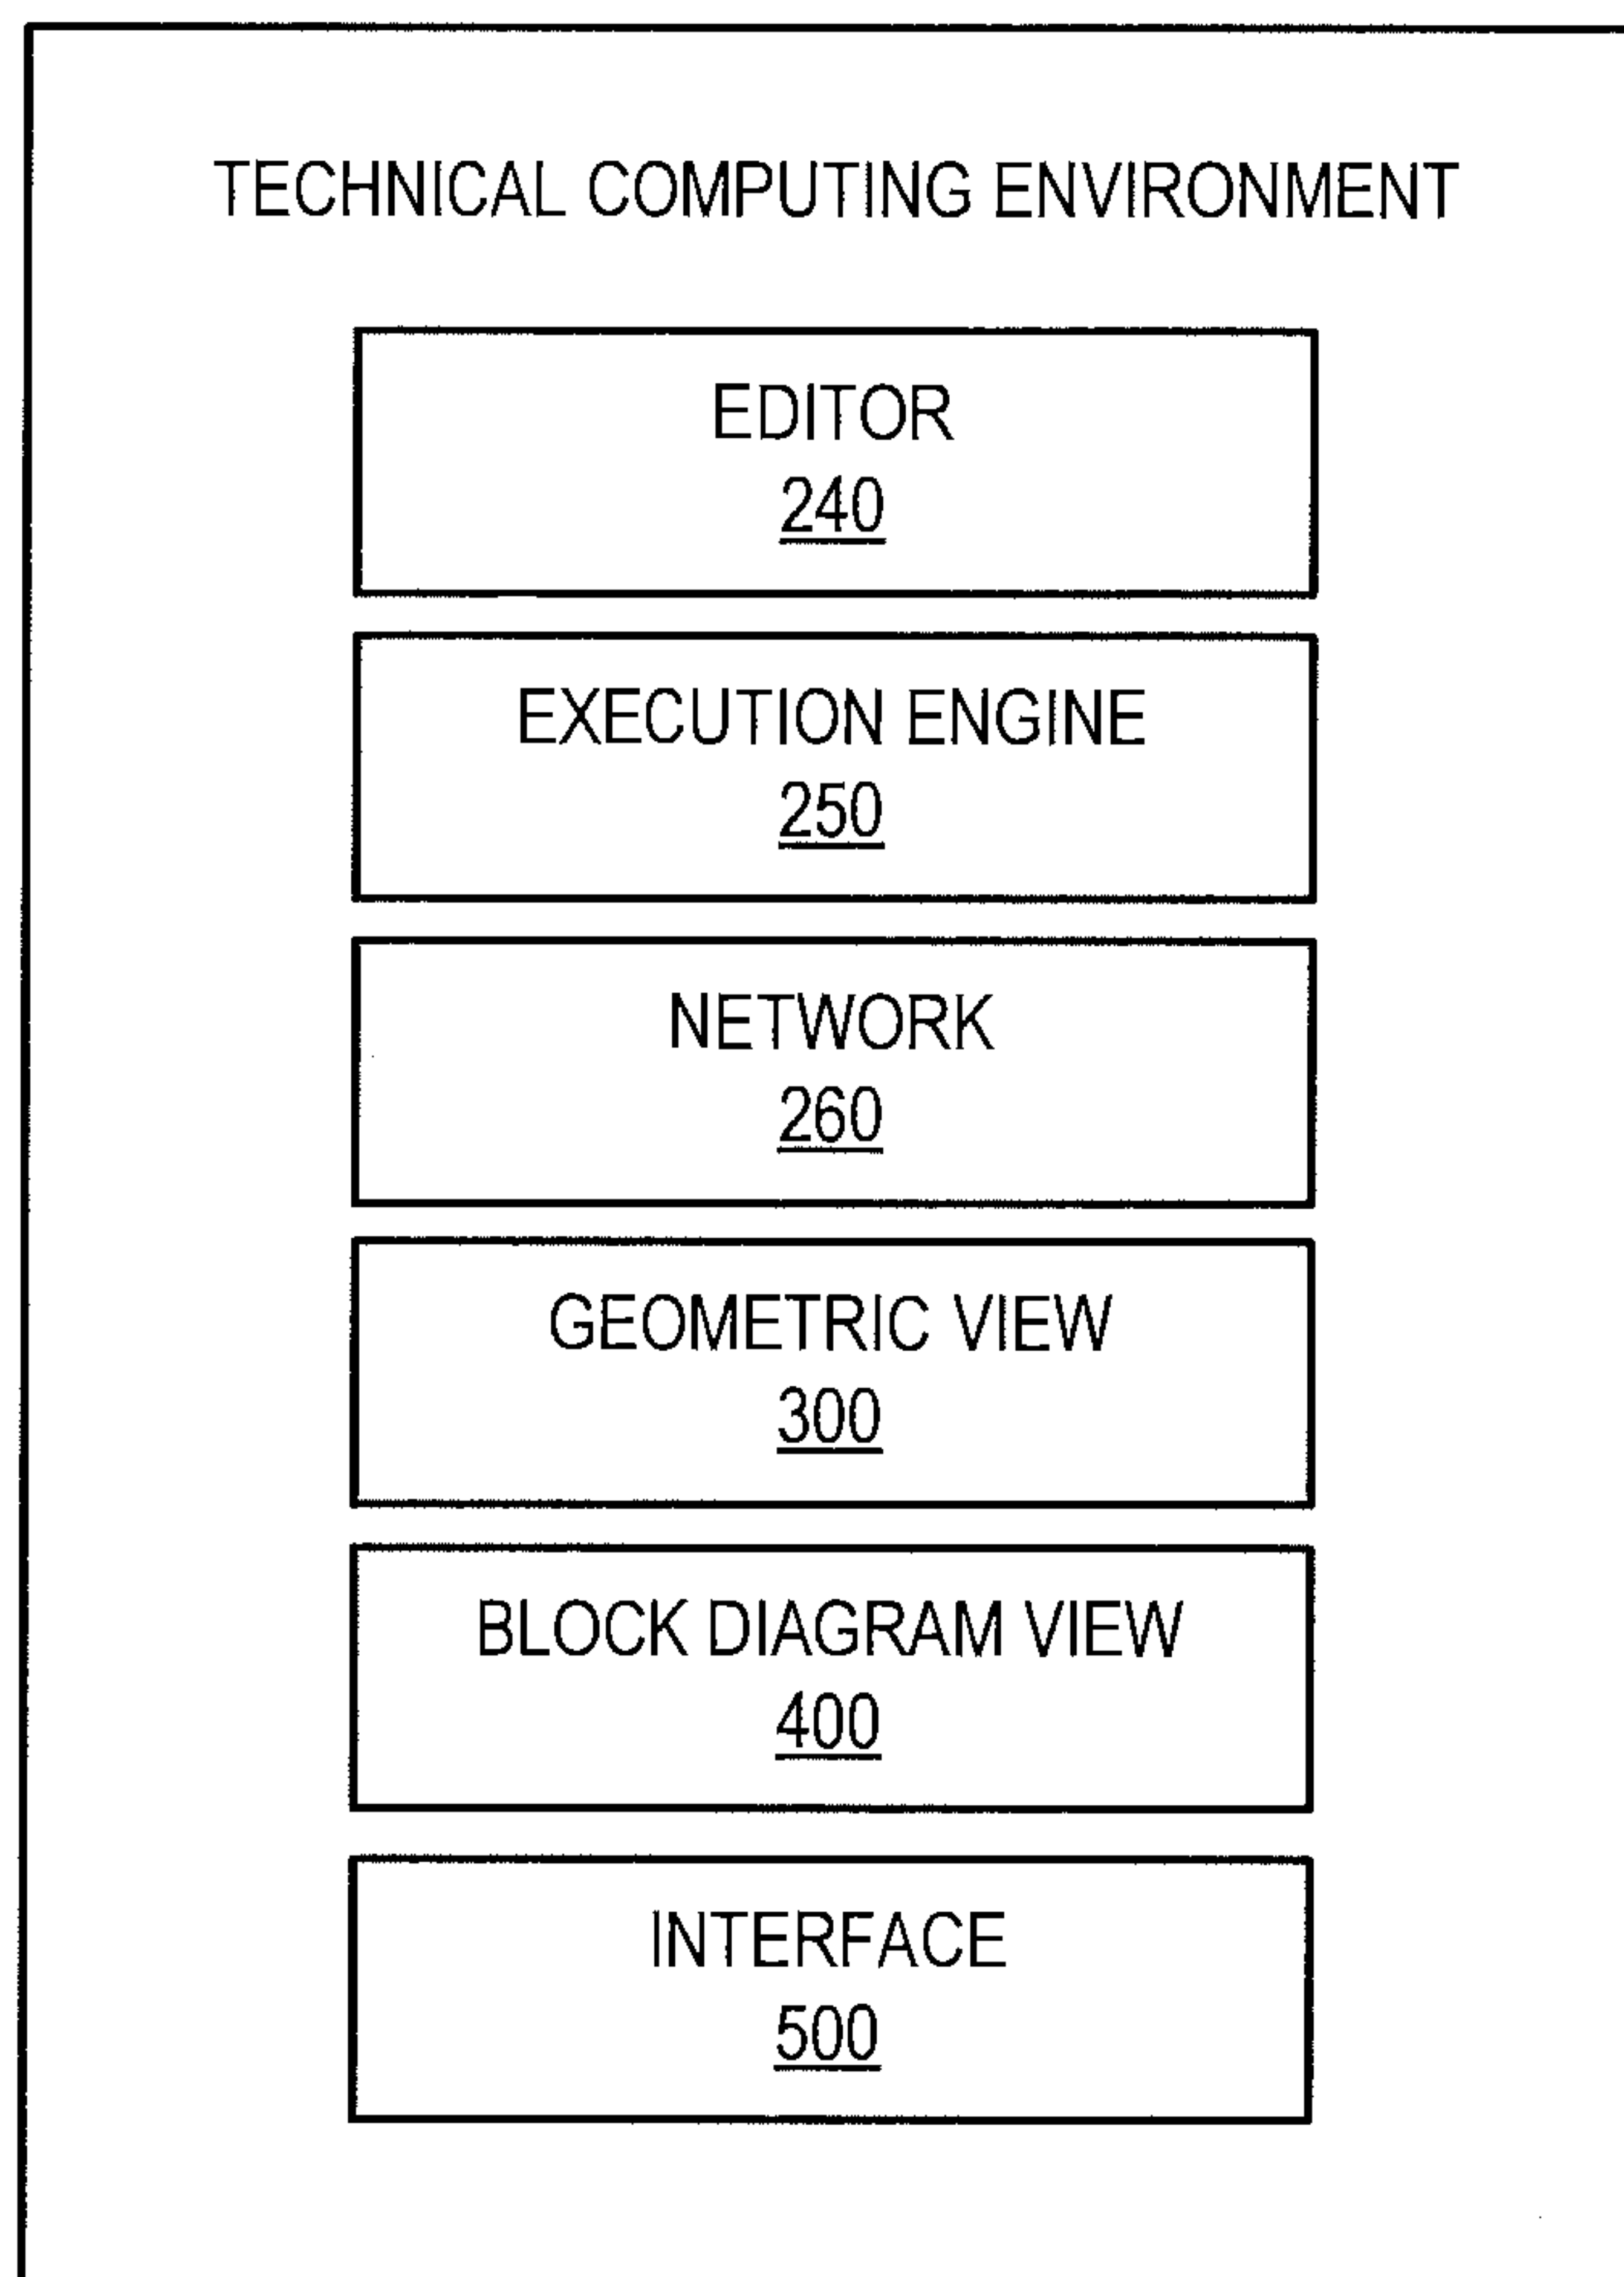 TECHNICAL COMPUTING ENVIRONMENT
EDITOR
240
EXECUTION ENGINE
250
NETWORK
260
GEOMETRIC VIEW
300
BLOCK DIAGRAM VIEW
400
INTERFACE
500